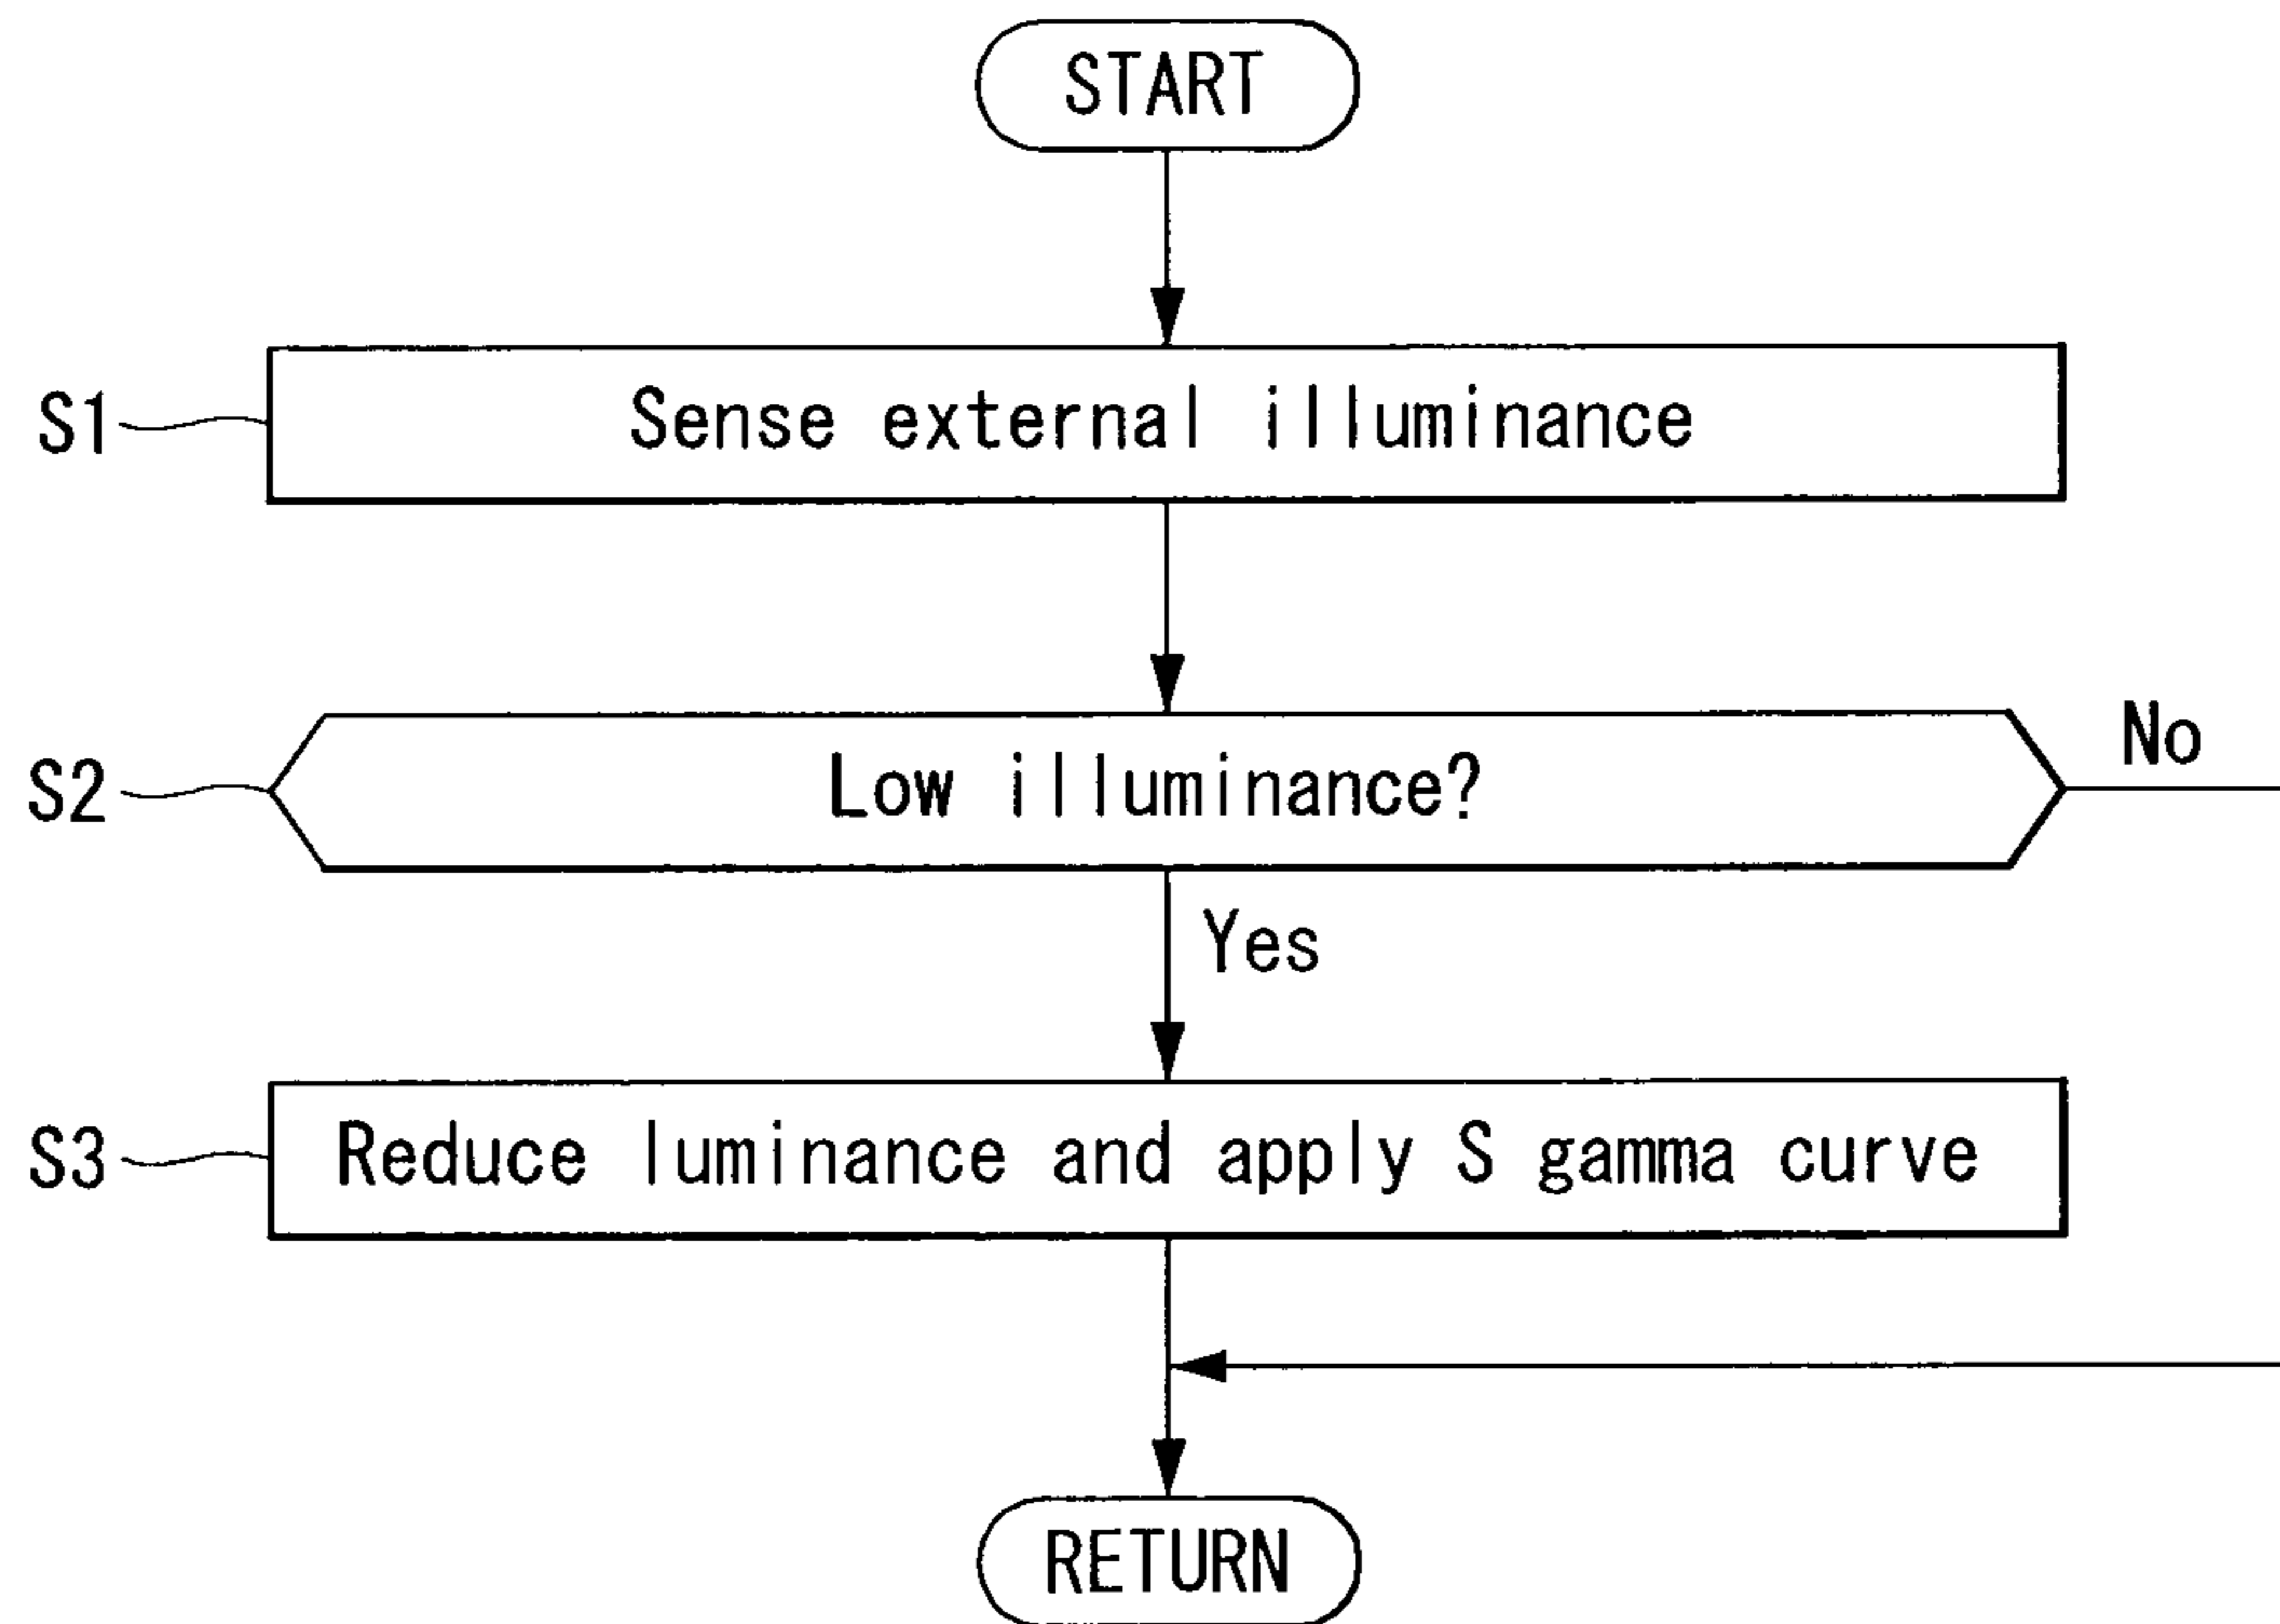 START
S1
Sense external illuminance
S2
Low illuminance?
No
Yes
S3
Reduce luminance and apply S gamma curve
RETURN